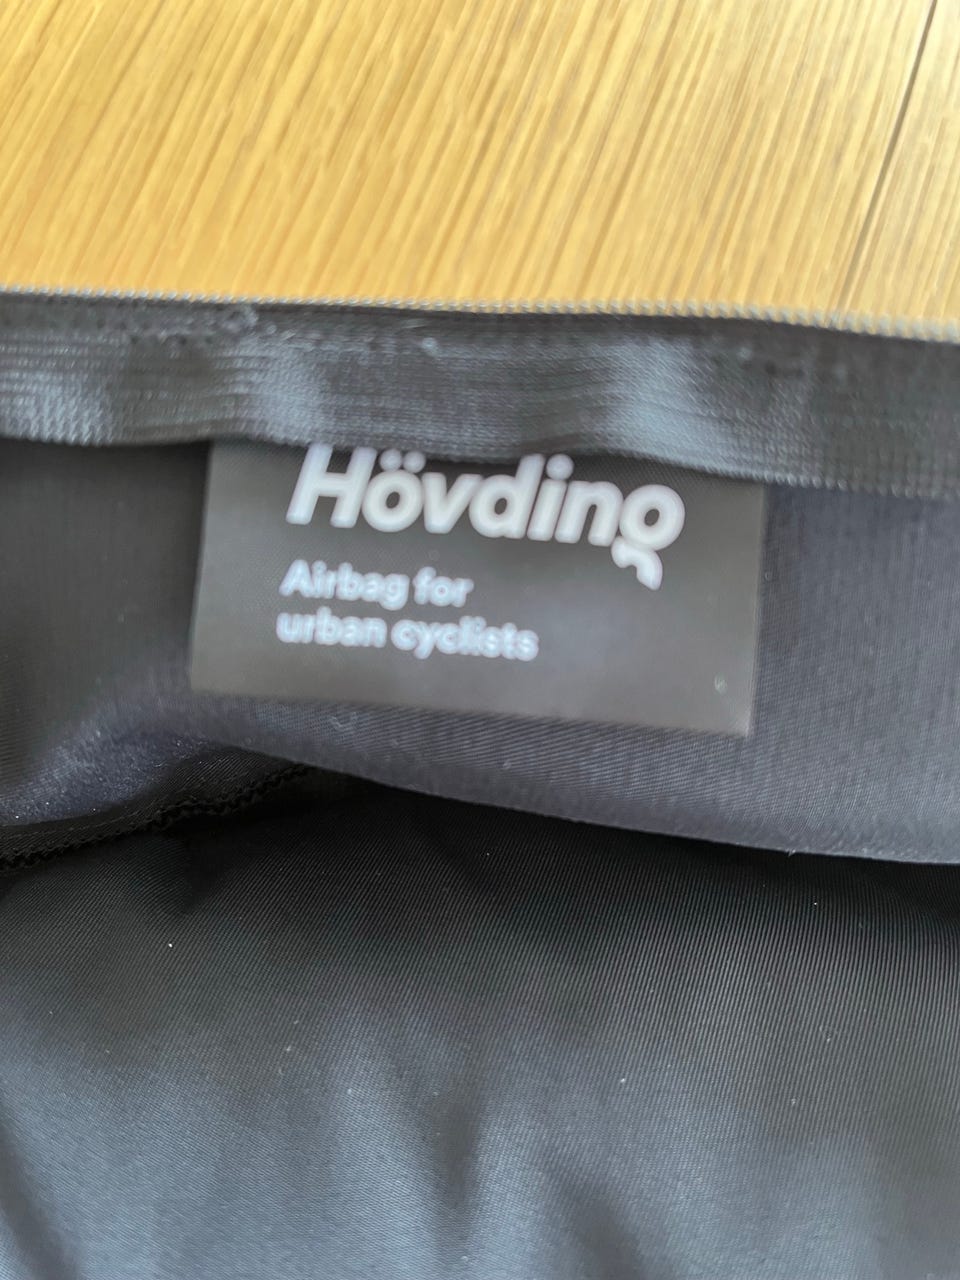 Hövding
Airbag for
urban cyclists